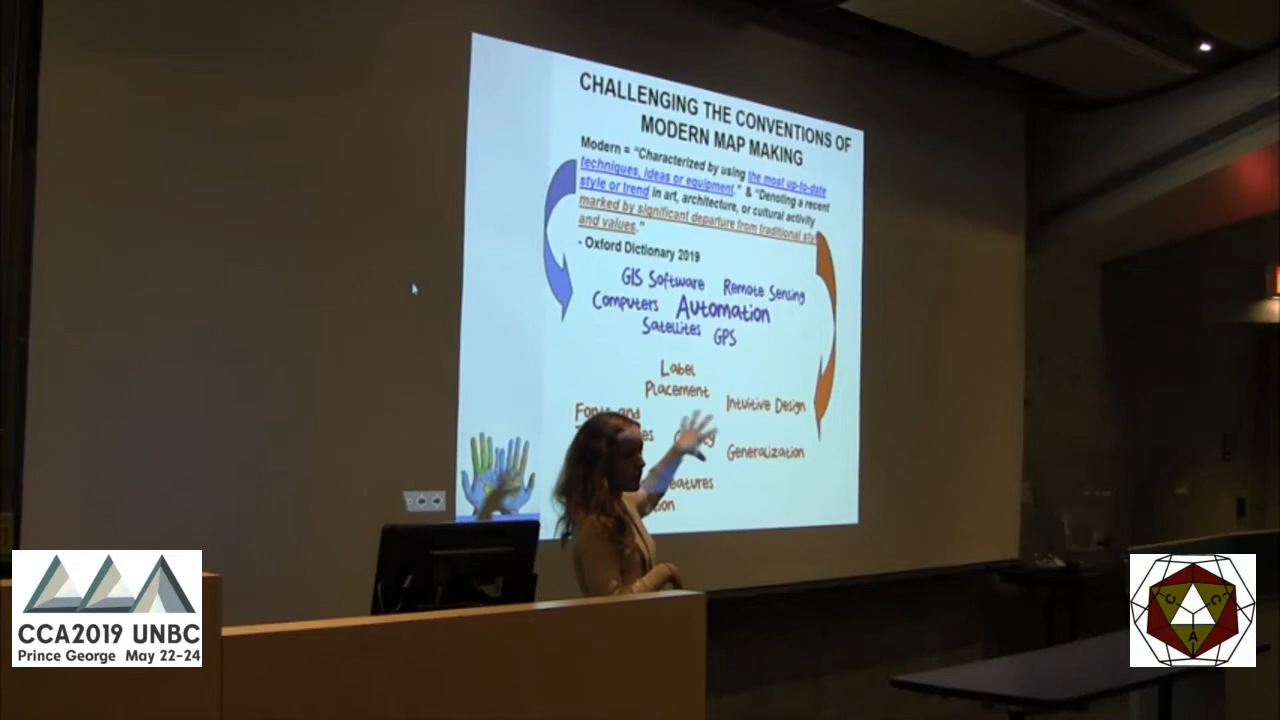 CHALLENGING THE CONVENTIONS OF
MODERN MAP MAKING
Modern = "Characterized by using the most up-to-date
techniques, ideas or equipment." & "Denoting a recent
style or trend in art, architecture, or cultural activity
marked by significant departure from traditional
and values."
- Oxford Dictionary 2019
GIS Software Remote Sensing
Computers Automation
Satellites GPS
Label
Placement
Intuitive Design
Fonts and
Generalization
CCA2019 UNBC
Prince George May 22-24
C C
A